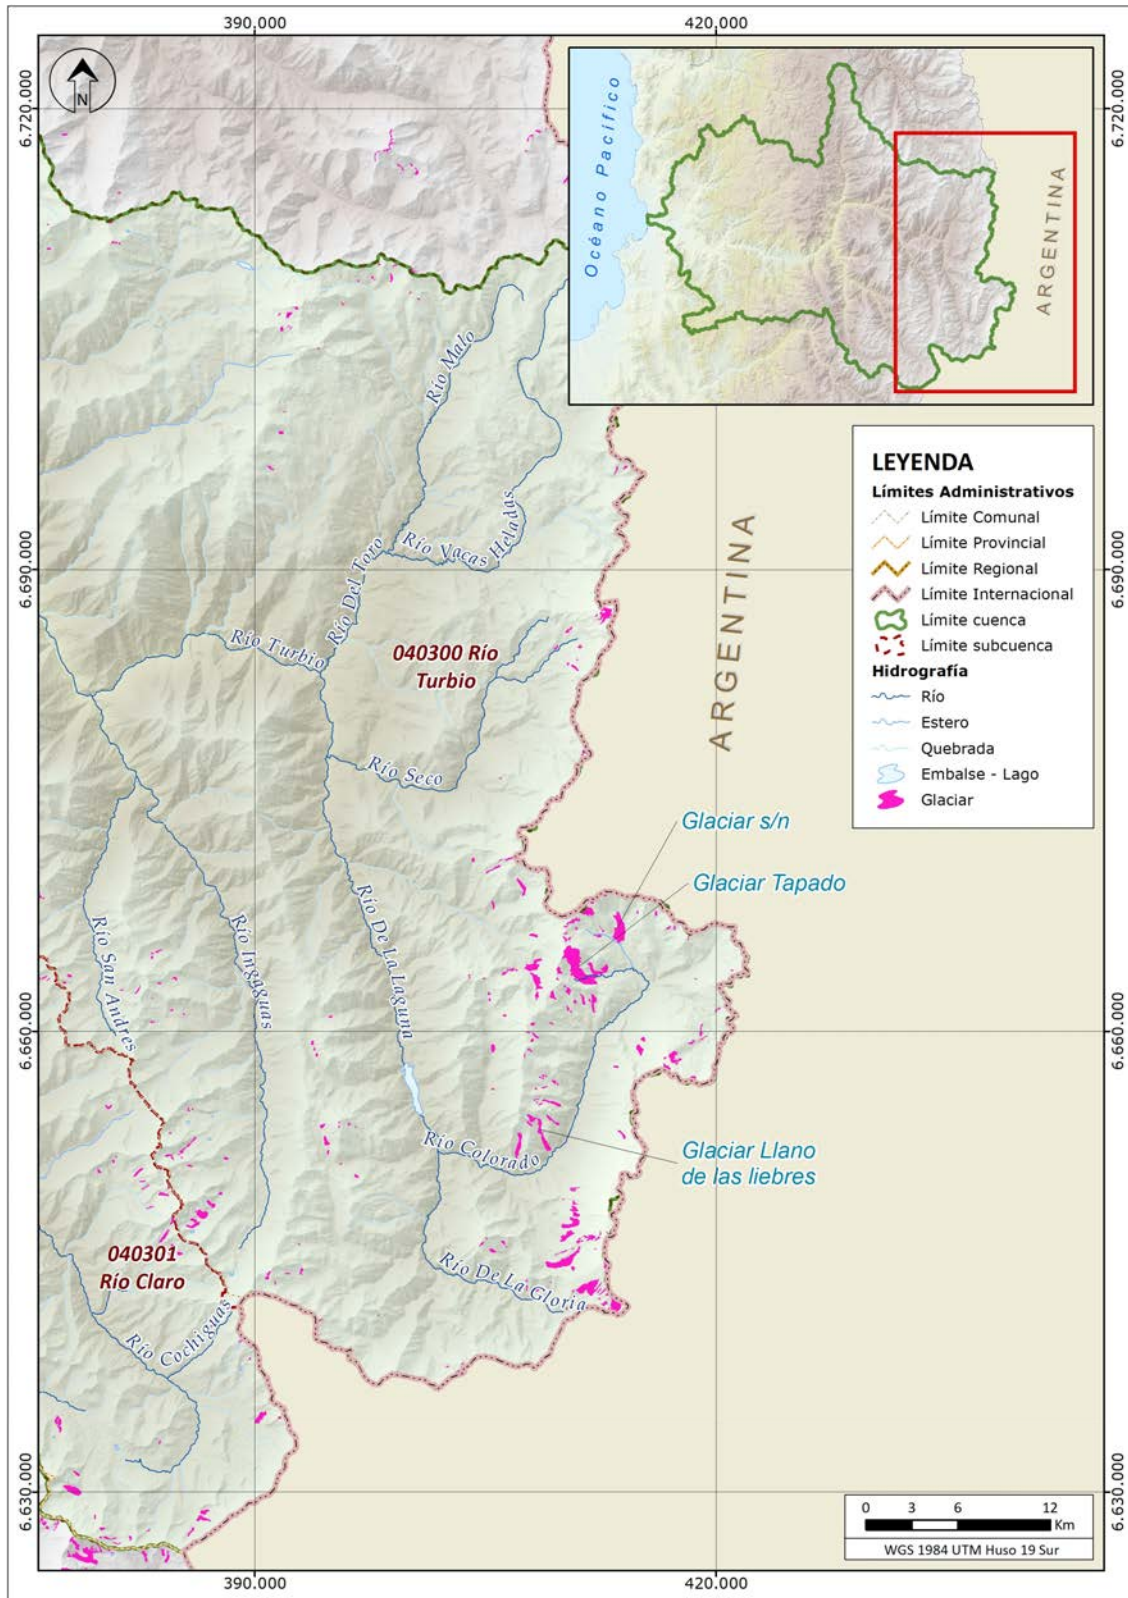 390.000
420.000
N
6.720.000
6.720.000
Océano Pacífico
ARGENTINA
Río Malo
LEYENDA
Límites Administrativos
Límite Comunal
Límite Provincial
Límite Regional
Límite Internacional
Límite cuenca
Límite subcuenca
Hidrografía
Río
Estero
Quebrada
Embalse - Lago
Glaciar
Río Vacas Heladas
Río Del Toro
6.690.000
6.690.000
ARGENTINA
Río Turbio
040300 Río
Turbio
Río Seco
Glaciar s/n
Glaciar Tapado
Río San Andres
Río Ingaguas
Río De La Laguna
6.660.000
6.660.000
Río Colorado
Glaciar Llano
de las liebres
040301
Río Claro
Río De La Gloria
Río Cochiguas
6.630.000
6.630.000
0 3 6 12
Km
WGS 1984 UTM Huso 19 Sur
390.000
420.000